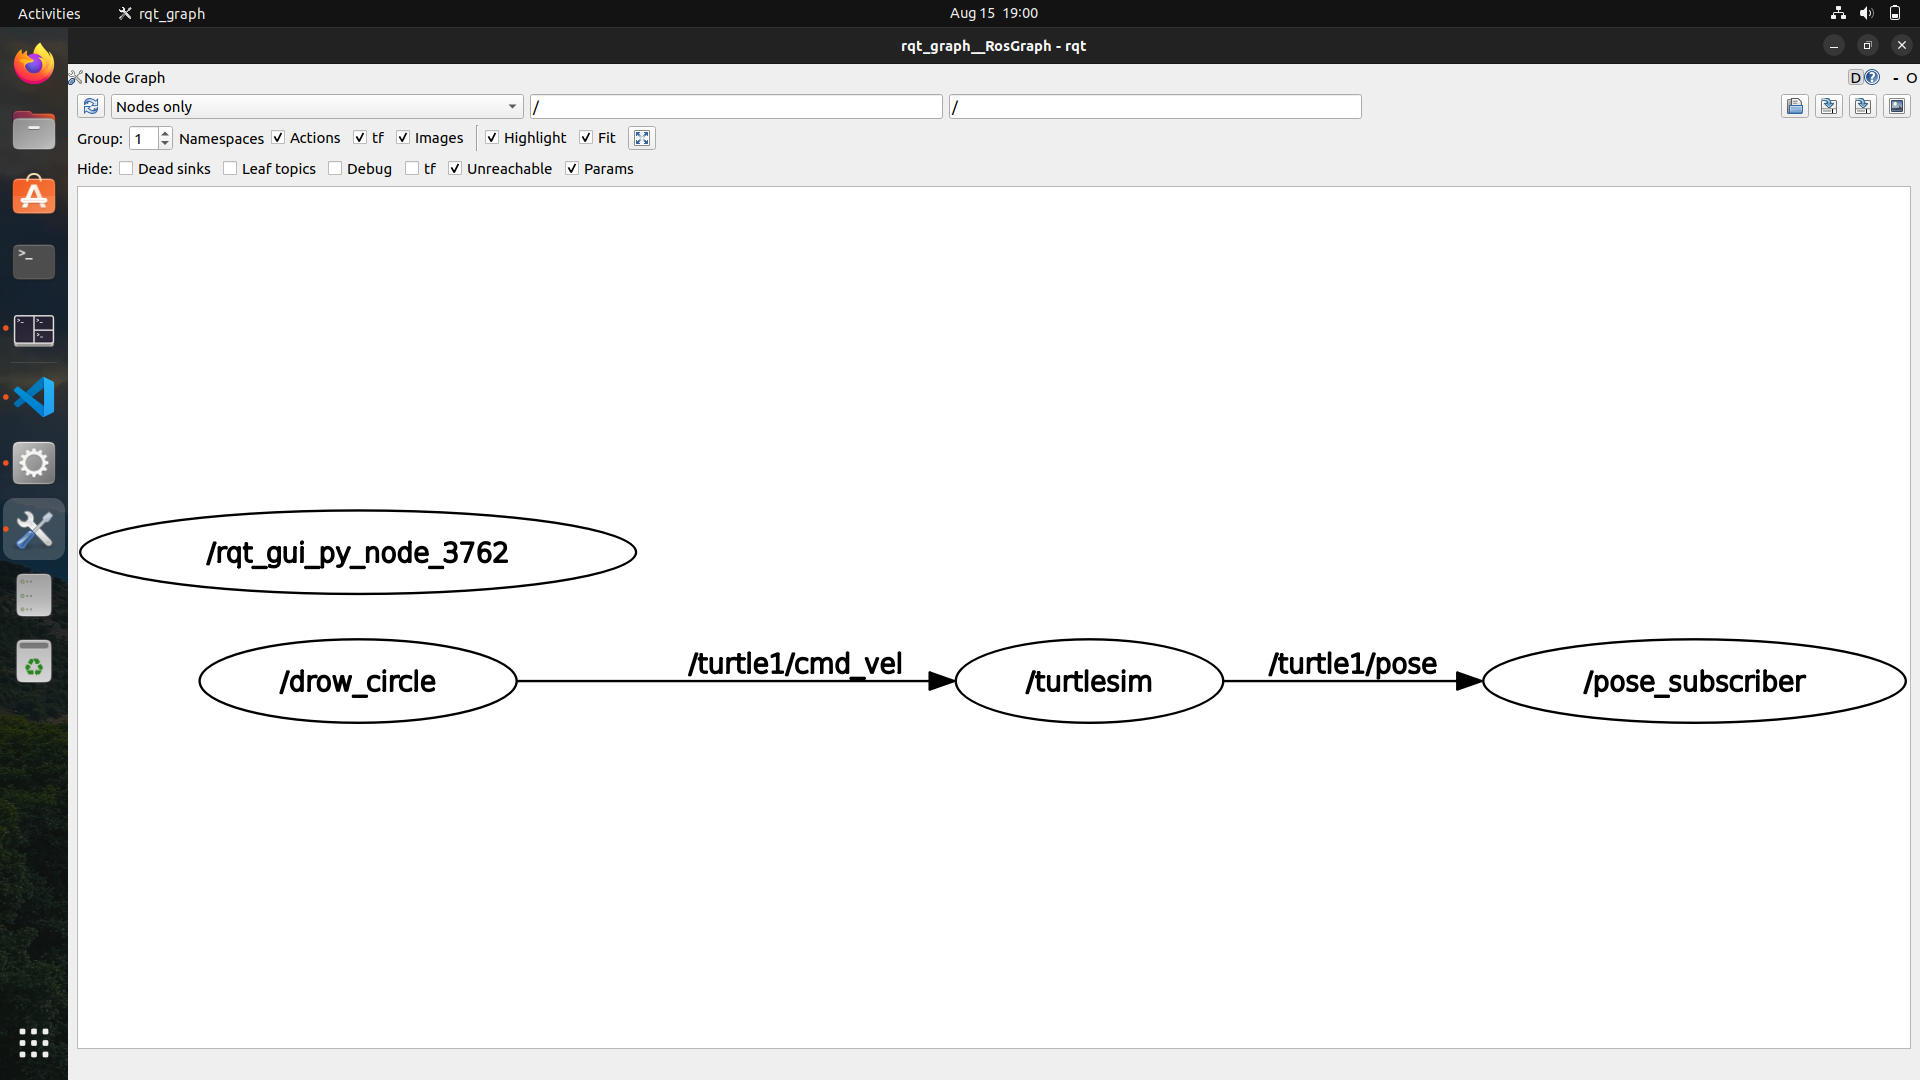 Activities rqt_graph Aug 15 19:00
rqt_graph__RosGraph - rqt
Node Graph D - O
Nodes only / /
Group: 1 Namespaces Actions tf Images Highlight Fit
Hide: Dead sinks Leaf topics Debug tf Unreachable Params
/rqt_gui_py_node_3762
/drow_circle /turtle1/cmd_vel /turtlesim /turtle1/pose /pose_subscriber